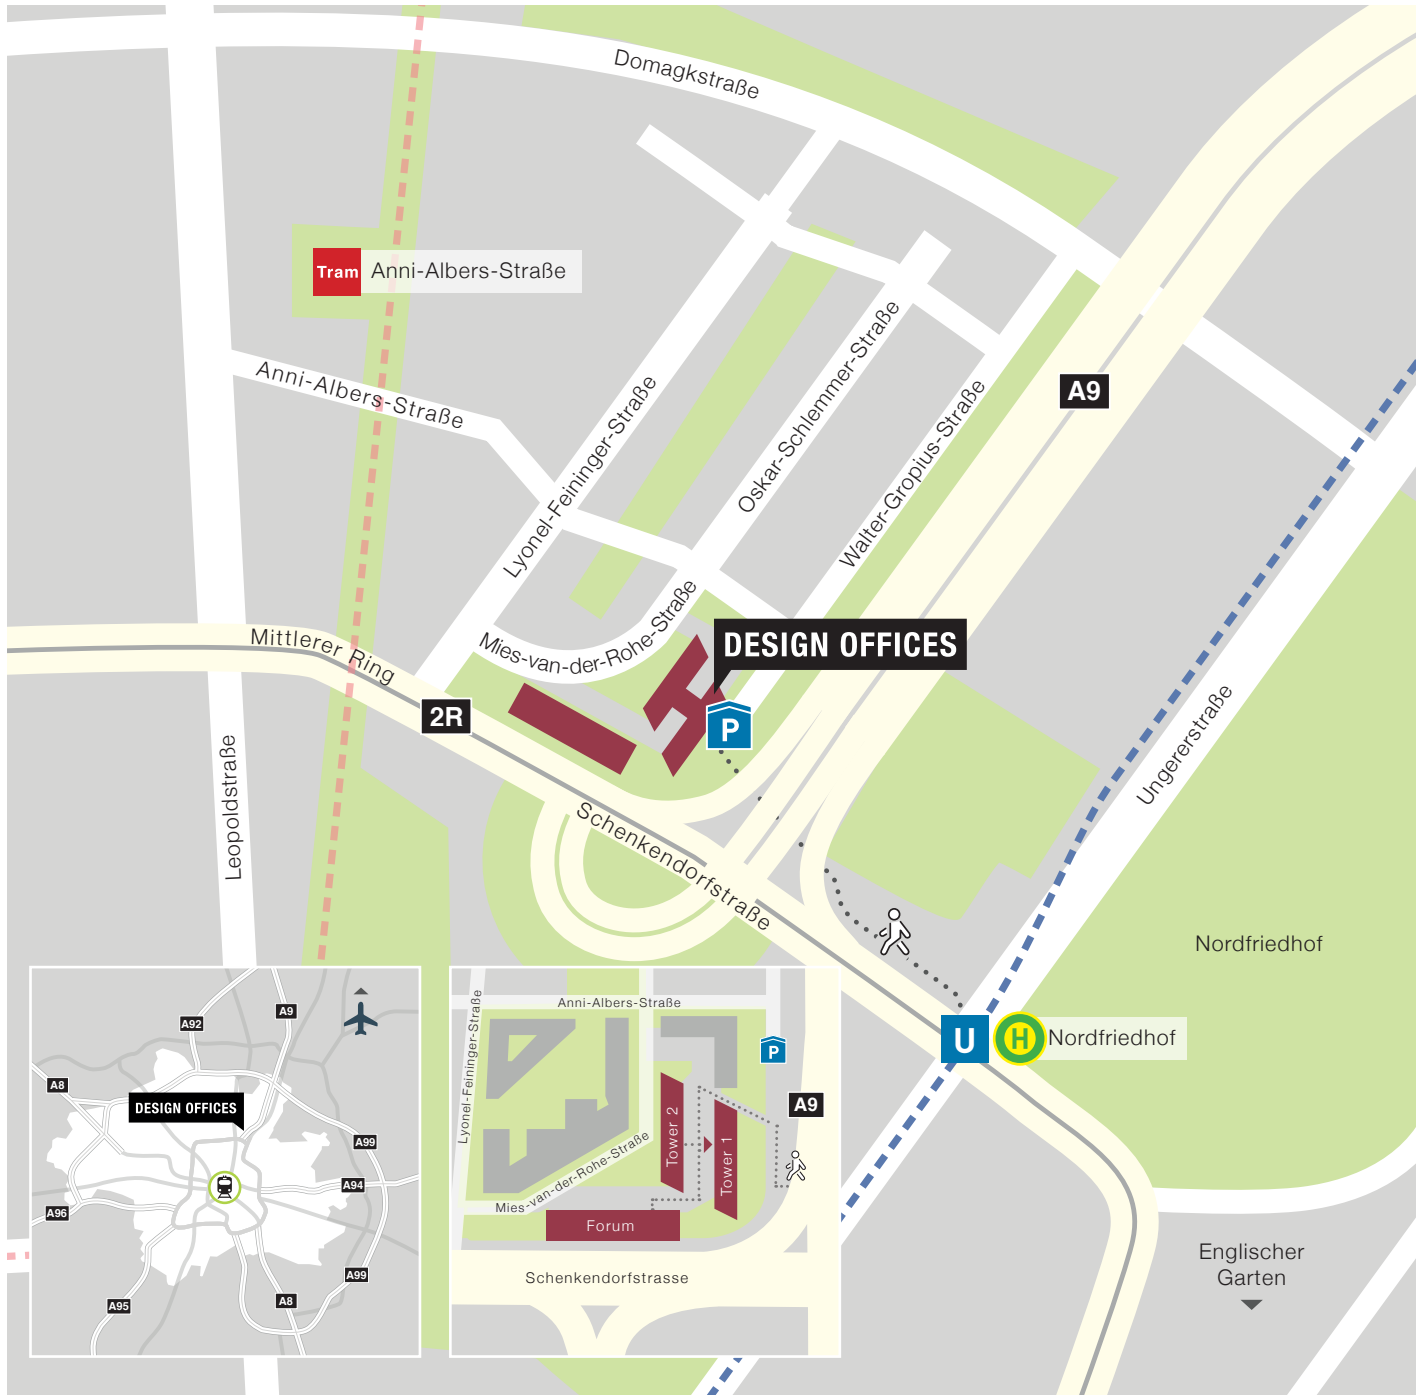 Domagkstraße
Tram
Anni-Albers-Straße
Anni-Albers-Straße
A9
Lyonel-Feininger-Straße
Oskar-Schlemmer-Straße
Walter-Gropius-Straße
Mies-van-der-Rohe-Straße
DESIGN OFFICES
P
Mittlerer Ring
2R
Leopoldstraße
Schenkendorfstraße
Ungererstraße
Nordfriedhof
U
H
Nordfriedhof
Englischer
Garten
A92
A9
A8
DESIGN OFFICES
A99
A94
A96
A99
A95
A8
Anni-Albers-Straße
Lyonel-Feininger-Straße
P
A9
Tower 2
Tower 1
Mies-van-der-Rohe-Straße
Forum
Schenkendorfstrasse